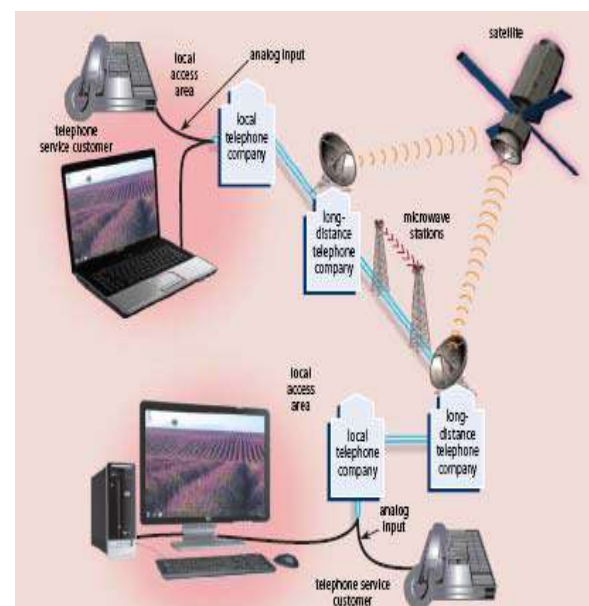 satellite
local
access
area
analog input
telephone
service customer
local
telephone
company
long-
distance
telephone
company
microwave
stations
local
access
area
local
telephone
company
long-
distance
telephone
company
analog
input
telephone service
customer